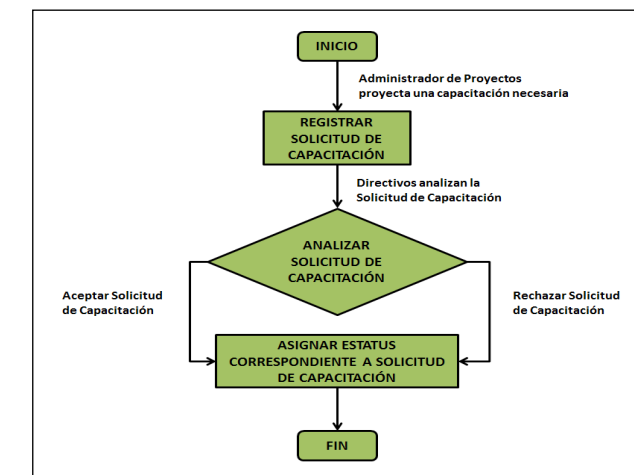 INICIO
Administrador de Proyectos
proyecta una capacitación necesaria
REGISTRAR
SOLICITUD DE
CAPACITACIÓN
Directivos analizan la
Solicitud de Capacitación
ANALIZAR
SOLICITUD DE
CAPACITACIÓN
Aceptar Solicitud
de Capacitación
Rechazar Solicitud
de Capacitación
ASIGNAR ESTATUS
CORRESPONDIENTE A SOLICITUD
DE CAPACITACIÓN
FIN